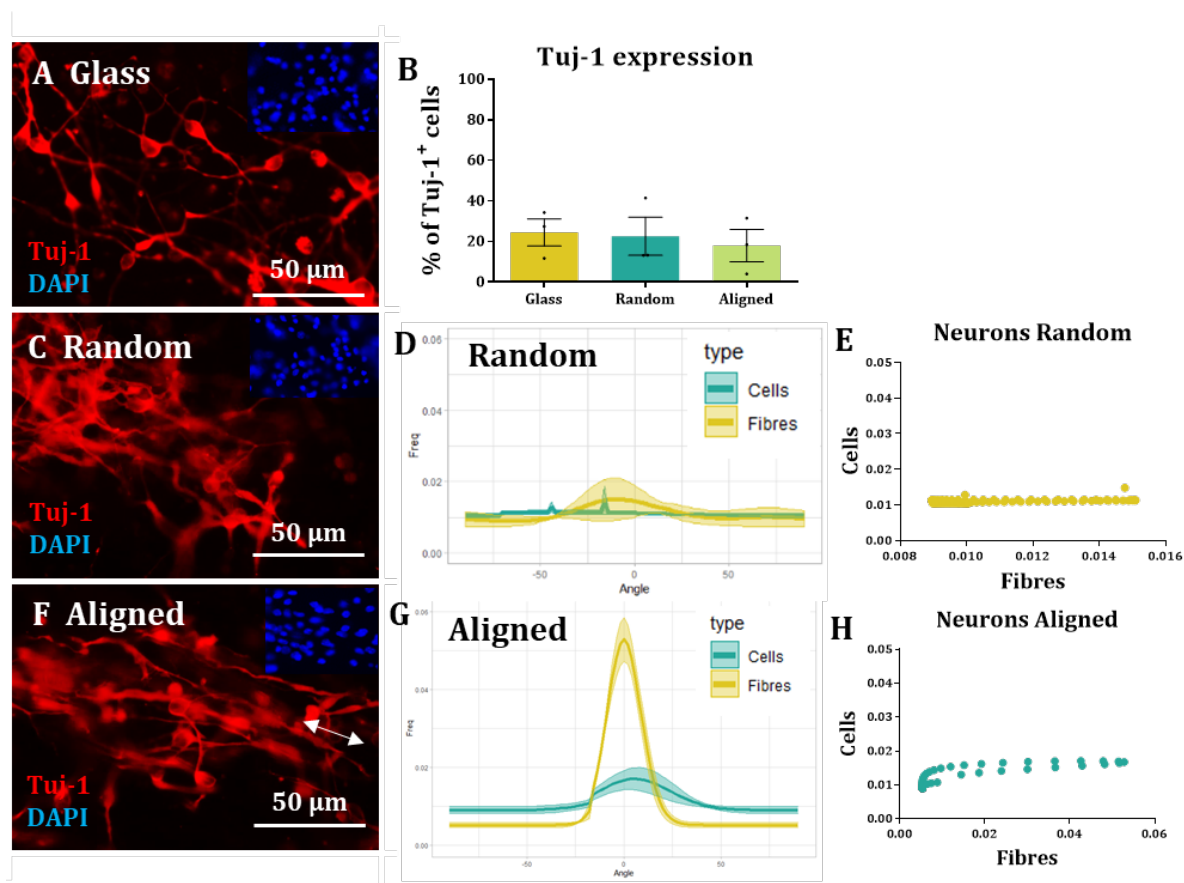 A Glass
Tuj-1
DAPI
50 µm
B
Tuj-1 expression
% of Tuj-1⁺ cells
100
80
60
40
20
0
Glass
Random
Aligned
C Random
Tuj-1
DAPI
50 µm
D
Random
type
Cells
Fibres
Freq
0.06
0.04
0.02
0.00
-50
0
50
Angle
E
Neurons Random
Cells
0.05
0.04
0.03
0.02
0.01
0.00
0.008
0.010
0.012
0.014
0.016
Fibres
F Aligned
Tuj-1
DAPI
50 µm
G
Aligned
type
Cells
Fibres
Freq
0.06
0.04
0.02
0.00
-50
0
50
Angle
H
Neurons Aligned
Cells
0.05
0.04
0.03
0.02
0.01
0.00
0.00
0.02
0.04
0.06
Fibres